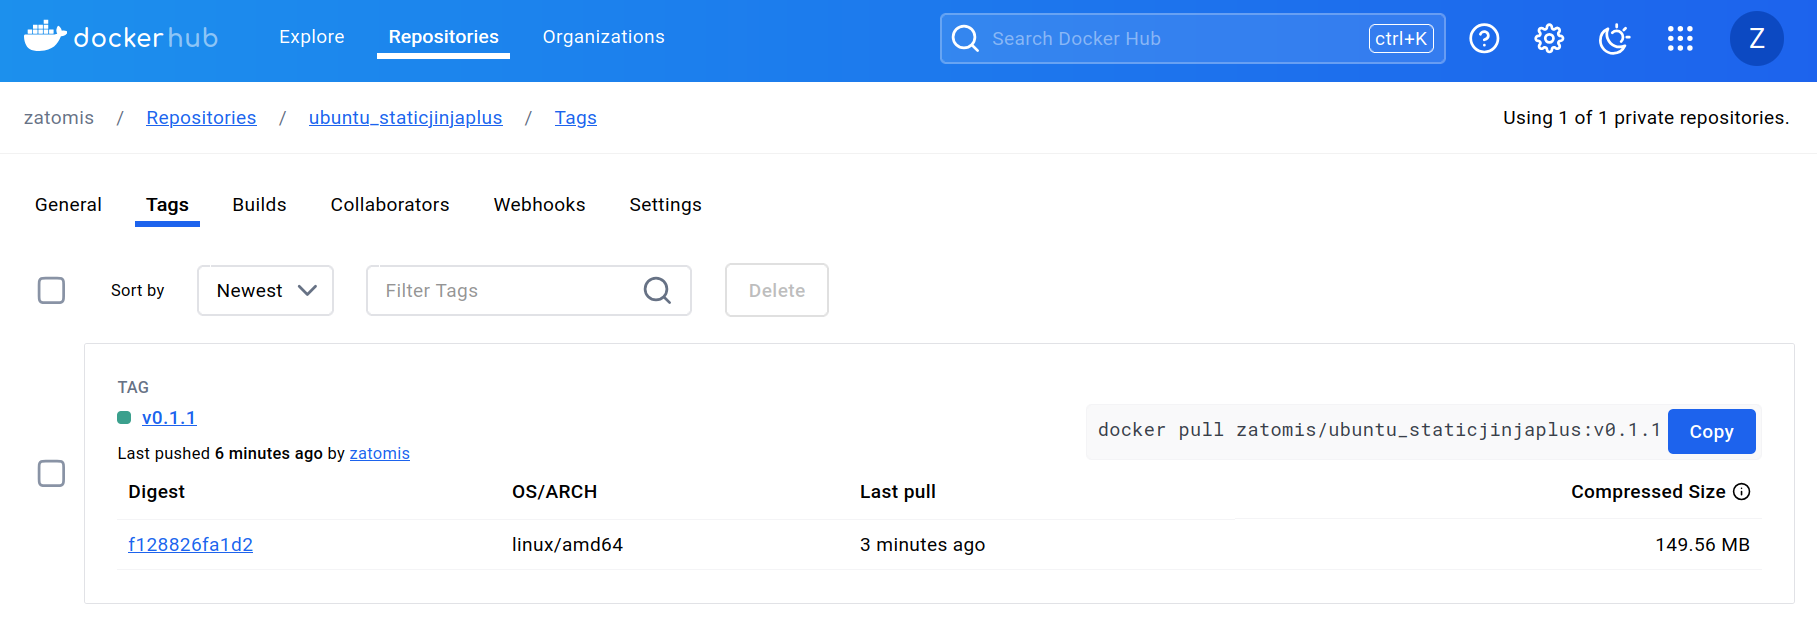 dockerhub Explore Repositories Organizations Search Docker Hub ctrl+K Z
zatomis / Repositories / ubuntu_staticjinjaplus / Tags Using 1 of 1 private repositories.
General Tags Builds Collaborators Webhooks Settings
Sort by Newest Filter Tags Delete
TAG
v0.1.1
docker pull zatomis/ubuntu_staticjinjaplus:v0.1.1 Copy
Last pushed 6 minutes ago by zatomis
Digest OS/ARCH Last pull Compressed Size
f128826fa1d2 linux/amd64 3 minutes ago 149.56 MB